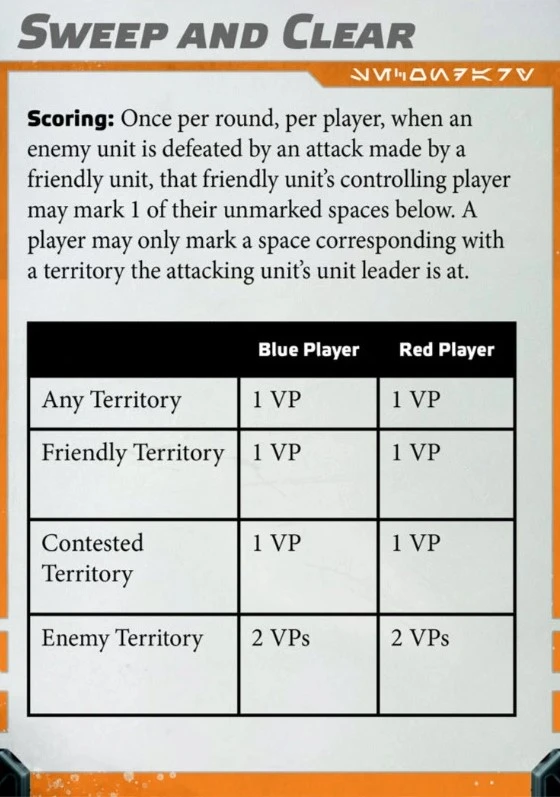 SWEEP AND CLEAR
Scoring: Once per round, per player, when an
enemy unit is defeated by an attack made by a
friendly unit, that friendly unit's controlling player
may mark 1 of their unmarked spaces below. A
player may only mark a space corresponding with
a territory the attacking unit's unit leader is at.
Blue Player Red Player
Any Territory 1 VP 1 VP
Friendly Territory 1 VP 1 VP
Contested 1 VP 1 VP
Territory
Enemy Territory 2 VPs 2 VPs